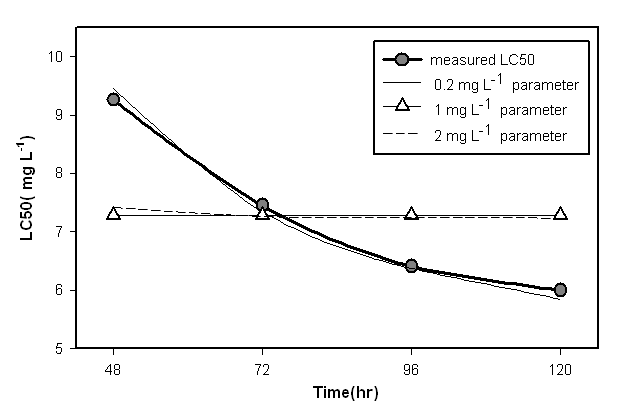 10
9
8
7
6
5
LC50( mg L-1)
measured LC50
0.2 mg L-1 parameter
1 mg L-1 parameter
2 mg L-1 parameter
48 72 96 120
Time(hr)